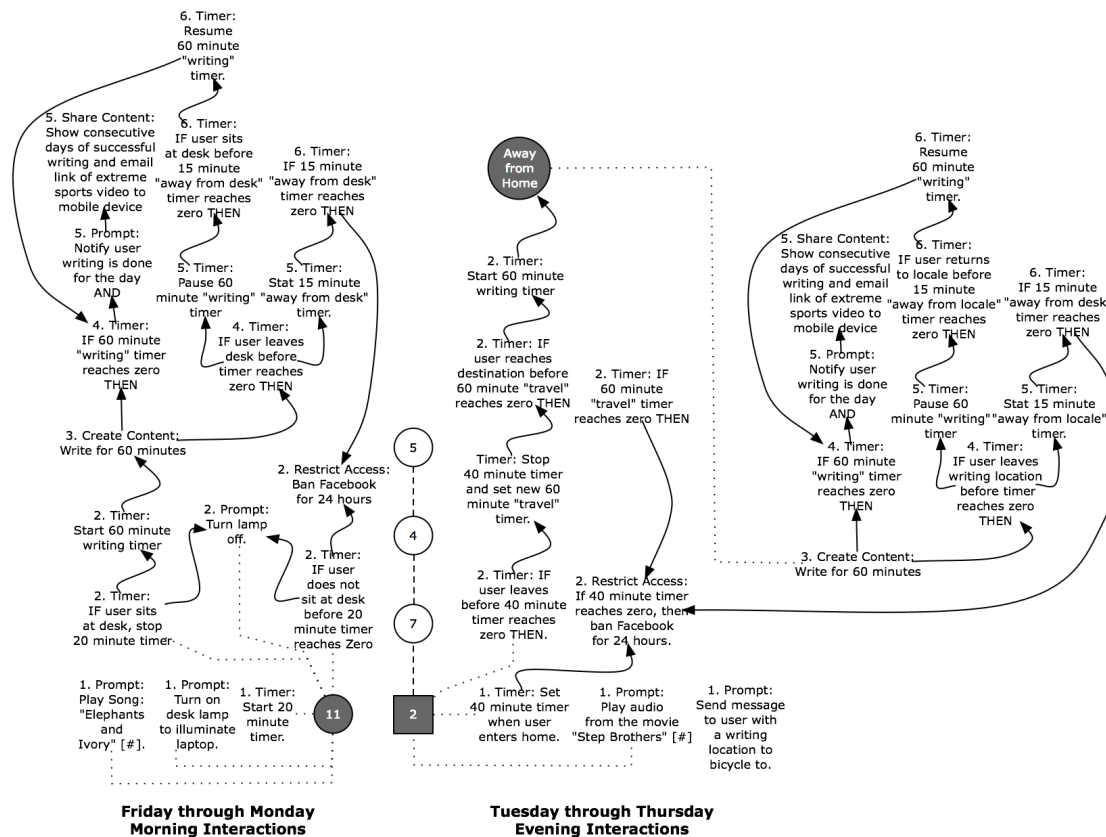 6. Timer:
Resume
60 minute
"writing"
timer.
5. Share Content:
Show consecutive
days of successful
writing and email
link of extreme
sports video to
mobile device
6. Timer:
IF user sits
at desk before
15 minute
"away from desk"
timer reaches
zero THEN
6. Timer:
IF 15 minute
"away from desk"
timer reaches
zero THEN
5. Prompt:
Notify user
writing is done
for the day
AND
5. Timer:
Pause 60
minute "writing"
timer
5. Timer:
Stat 15 minute
"away from desk"
timer.
4. Timer:
IF 60 minute
"writing" timer
reaches zero
THEN
4. Timer:
IF user leaves
desk before
timer reaches
zero THEN
3. Create Content:
Write for 60 minutes
2. Restrict Access:
Ban Facebook
for 24 hours
2. Timer:
Start 60 minute
writing timer
2. Prompt:
Turn lamp
off.
2. Timer:
IF user sits
at desk, stop
20 minute timer
2. Timer:
IF user
does not
sit at desk
before 20
minute timer
reaches Zero
1. Prompt:
Play Song:
"Elephants
and
Ivory" [#].
1. Prompt:
Turn on
desk lamp
to illuminate
laptop.
1. Timer:
Start 20
minute
timer.
11
Friday through Monday
Morning Interactions
5
4
7
2
Away
from
Home
2. Timer:
Start 60 minute
writing timer
2. Timer: IF
user reaches
destination before
60 minute "travel"
reaches zero THEN
2. Timer: IF
60 minute
"travel" timer
reaches zero THEN
Timer: Stop
40 minute timer
and set new 60
minute "travel"
timer.
2. Timer: IF
user leaves
before 40 minute
timer reaches
zero THEN.
2. Restrict Access:
If 40 minute timer
reaches zero, then
ban Facebook
for 24 hours.
1. Timer: Set
40 minute timer
when user
enters home.
1. Prompt:
Play audio
from the movie
"Step Brothers" [#]
1. Prompt:
Send message
to user with
a writing
location to
bicycle to.
Tuesday through Thursday
Evening Interactions
6. Timer:
Resume
60 minute
"writing"
timer.
5. Share Content:
Show consecutive
days of successful
writing and email
link of extreme
sports video to
mobile device
6. Timer:
IF user returns
to locale before
15 minute
"away from locale"
timer reaches
zero THEN
6. Timer:
IF 15 minute
"away from desk"
timer reaches
zero THEN
5. Prompt:
Notify user
writing is done
for the day
AND
5. Timer:
Pause 60
minute "writing"
timer
5. Timer:
Stat 15 minute
"away from locale"
timer.
4. Timer:
IF 60 minute
"writing" timer
reaches zero
THEN
4. Timer:
IF user leaves
writing location
before timer
reaches zero
THEN
3. Create Content:
Write for 60 minutes